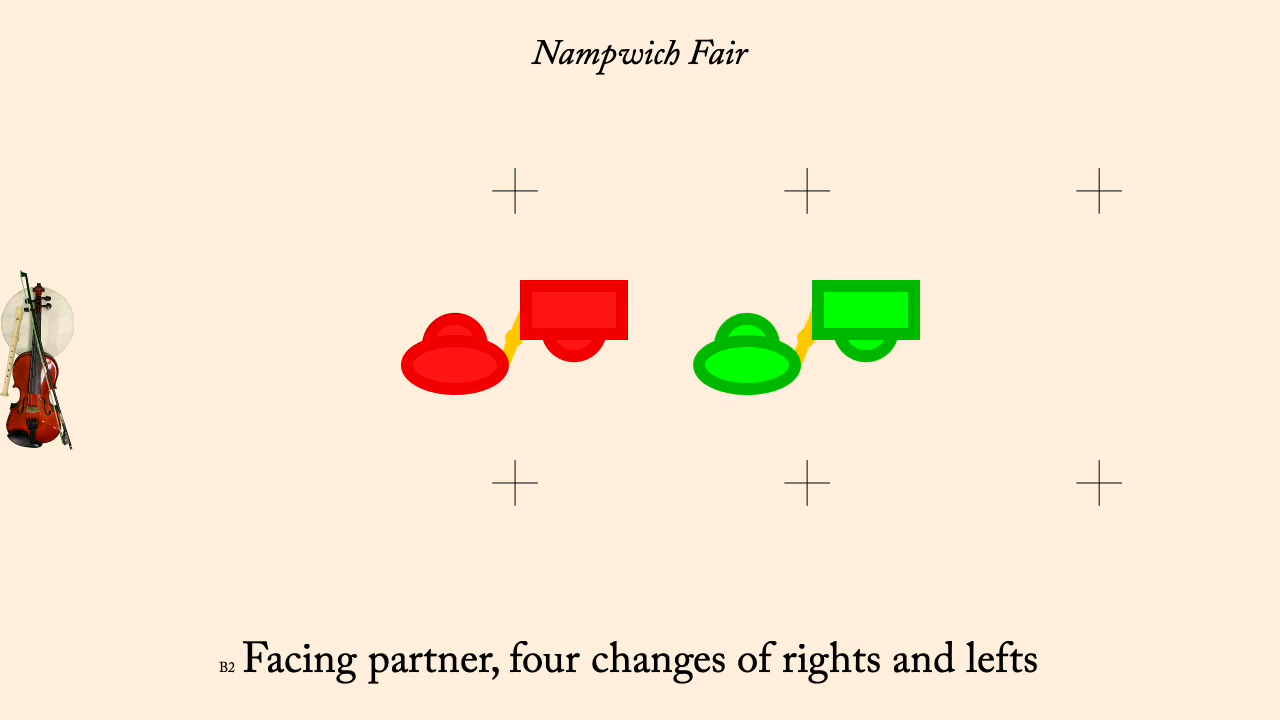 Nampwich Fair
B2 Facing partner, four changes of rights and lefts